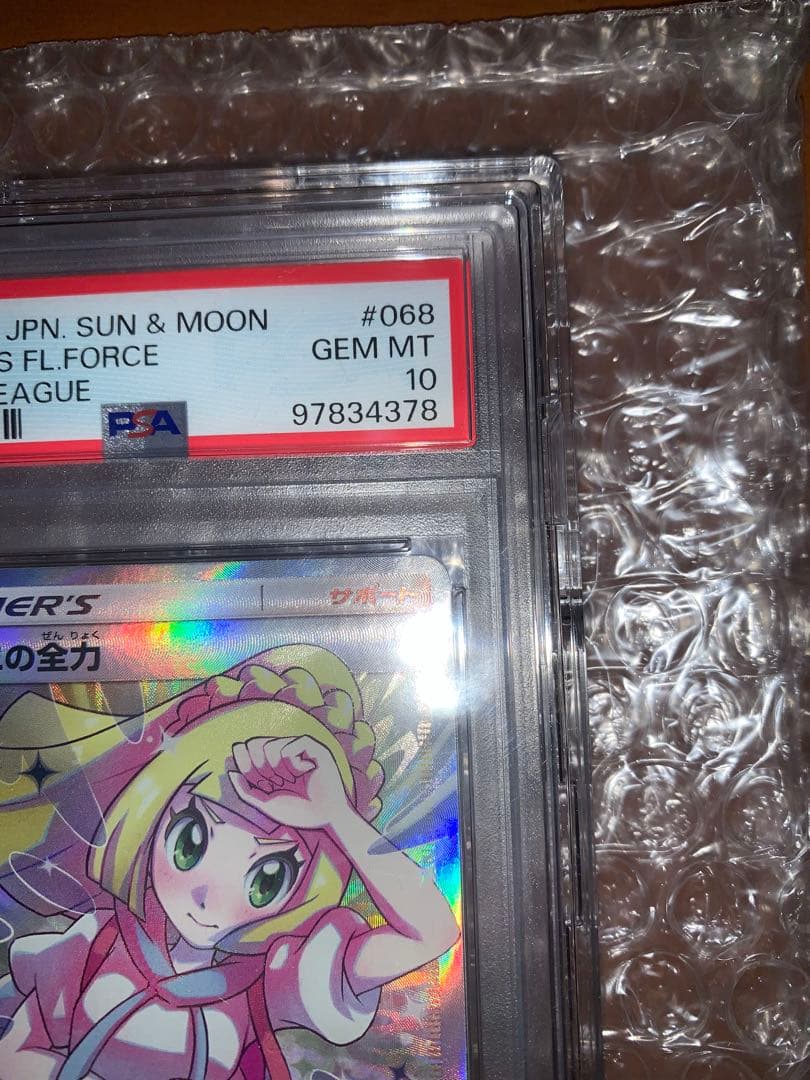 JPN. SUN & MOON #068
S FL.FORCE GEM MT
EAGUE 10
PSA 97834378
ER'S サポート
ぜん りょく
の全力